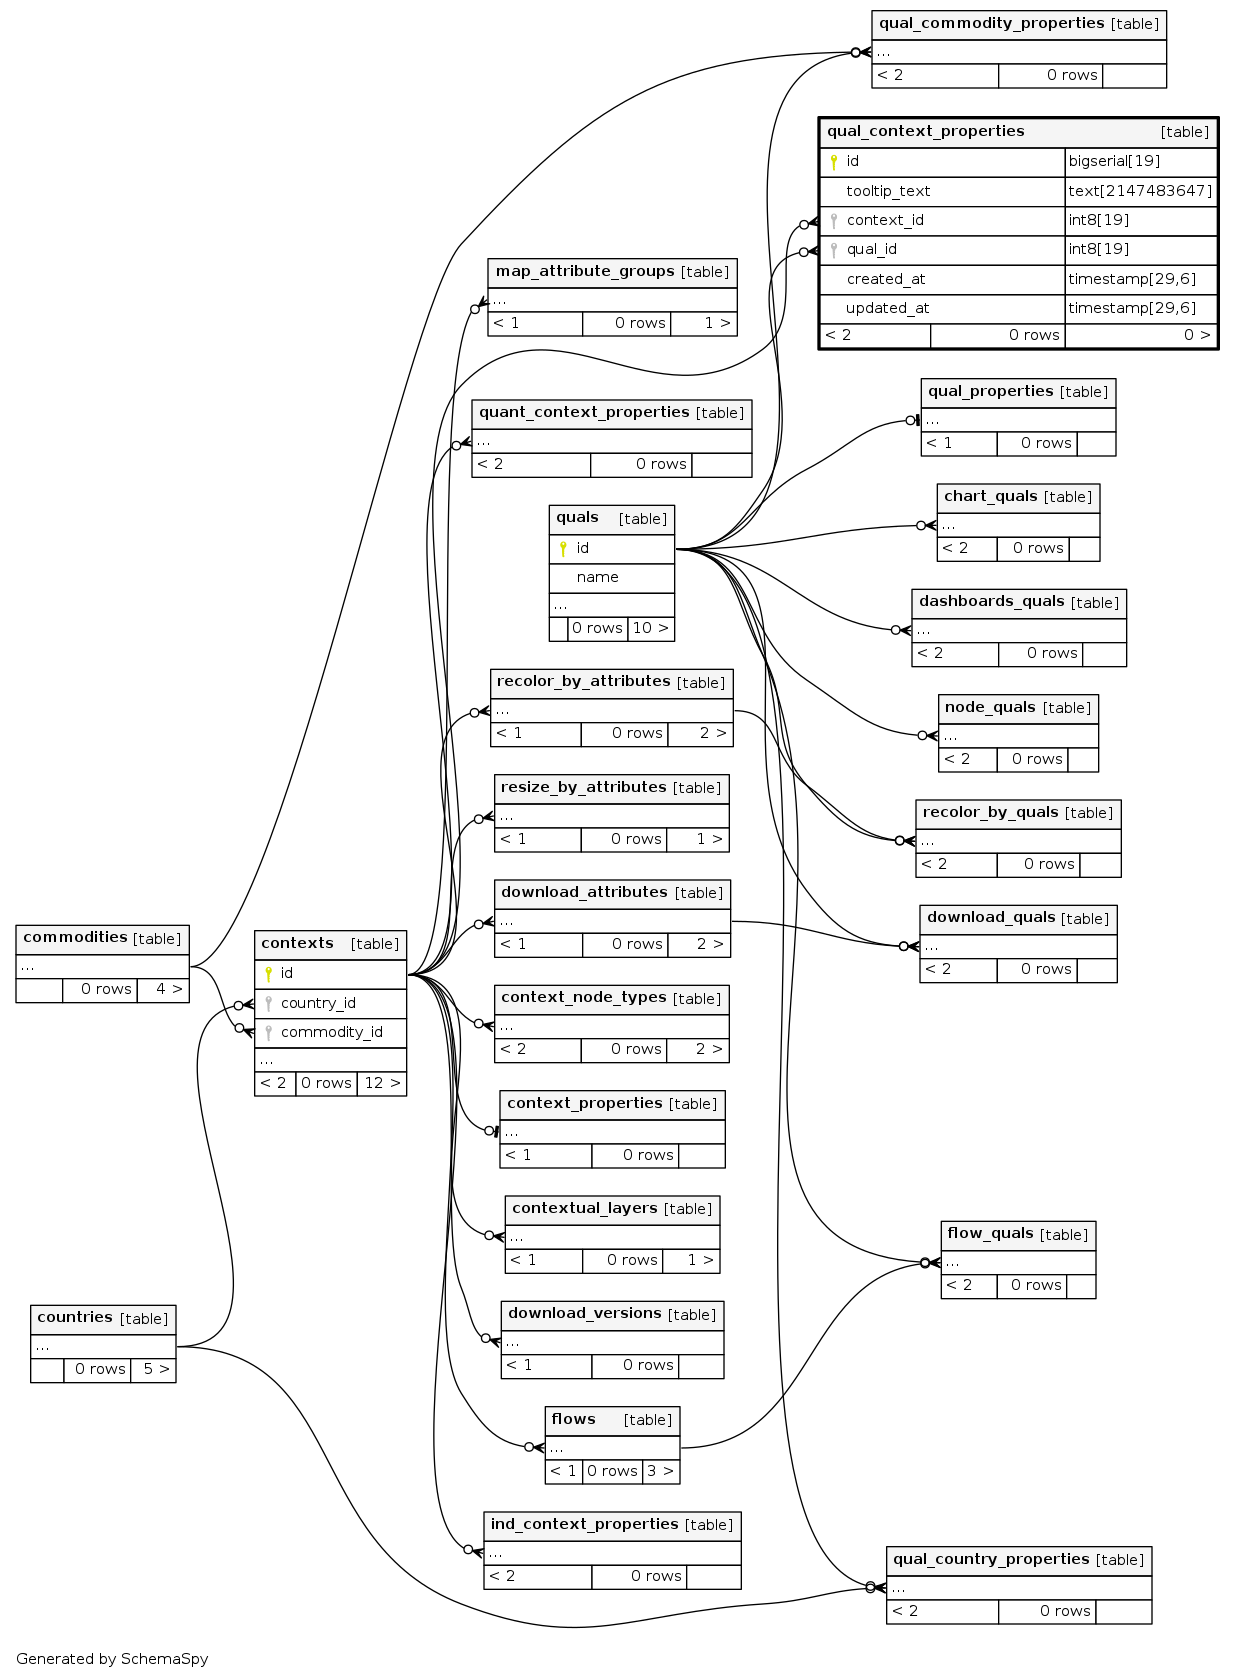 qual_commodity_properties [table]
...
< 2 0 rows
qual_context_properties [table]
id bigserial[19]
tooltip_text text[2147483647]
context_id int8[19]
qual_id int8[19]
created_at timestamp[29,6]
updated_at timestamp[29,6]
< 2 0 rows 0 >
map_attribute_groups [table]
...
< 1 0 rows 1 >
qual_properties [table]
...
< 1 0 rows
quant_context_properties [table]
...
< 2 0 rows
chart_quals [table]
...
< 2 0 rows
quals [table]
id
name
...
0 rows 10 >
dashboards_quals [table]
...
< 2 0 rows
recolor_by_attributes [table]
...
< 1 0 rows 2 >
node_quals [table]
...
< 2 0 rows
resize_by_attributes [table]
...
< 1 0 rows 1 >
recolor_by_quals [table]
...
< 2 0 rows
download_attributes [table]
...
< 1 0 rows 2 >
download_quals [table]
...
< 2 0 rows
commodities [table]
...
0 rows 4 >
contexts [table]
id
country_id
commodity_id
...
< 2 0 rows 12 >
context_node_types [table]
...
< 2 0 rows 2 >
context_properties [table]
...
< 1 0 rows
contextual_layers [table]
...
< 1 0 rows 1 >
flow_quals [table]
...
< 2 0 rows
countries [table]
...
0 rows 5 >
download_versions [table]
...
< 1 0 rows
flows [table]
...
< 1 0 rows 3 >
ind_context_properties [table]
...
< 2 0 rows
qual_country_properties [table]
...
< 2 0 rows
Generated by SchemaSpy